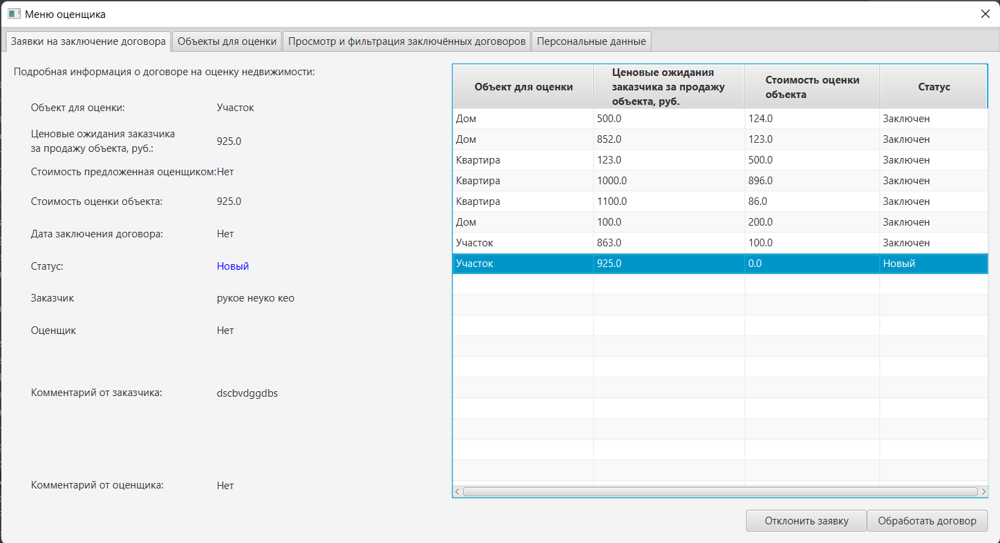 Меню оценщика
Заявки на заключение договора Объекты для оценки Просмотр и фильтрация заключённых договоров Персональные данные
Подробная информация о договоре на оценку недвижимости:
Объект для оценки: Участок
Ценовые ожидания заказчика
за продажу объекта, руб.: 925.0
Стоимость предложенная оценщиком: Нет
Стоимость оценки объекта: 925.0
Дата заключения договора: Нет
Статус: Новый
Заказчик рукое неуко кео
Оценщик Нет
Комментарий от заказчика: dscbvdggdbs
Комментарий от оценщика: Нет
Объект для оценки
Ценовые ожидания
заказчика за продажу
объекта, руб.
Стоимость оценки
объекта
Статус
Дом 500.0 124.0 Заключен
Дом 852.0 123.0 Заключен
Квартира 123.0 500.0 Заключен
Квартира 1000.0 896.0 Заключен
Квартира 1100.0 86.0 Заключен
Дом 100.0 200.0 Заключен
Участок 863.0 100.0 Заключен
Участок 925.0 0.0 Новый
Отклонить заявку Обработать договор